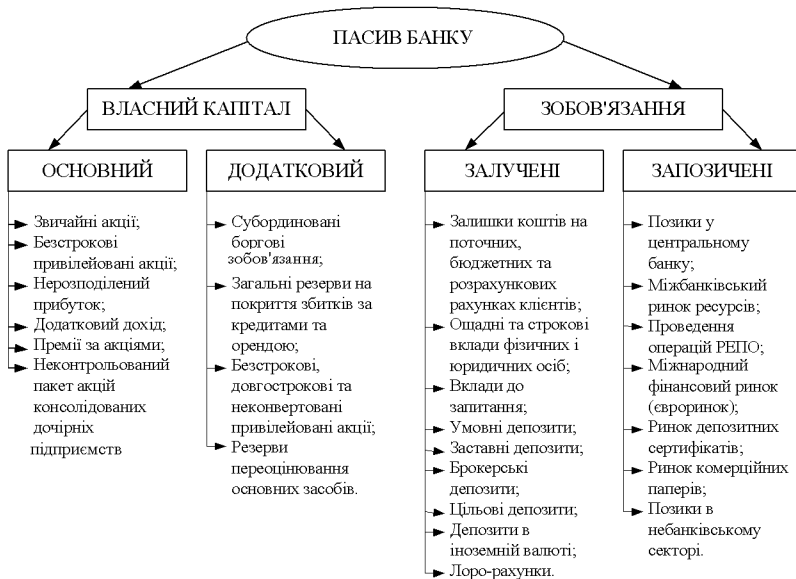 ПАСИВ БАНКУ
ВЛАСНИЙ КАПІТАЛ
ЗОБОВ'ЯЗАННЯ
ОСНОВНИЙ
ДОДАТКОВИЙ
ЗАЛУЧЕНІ
ЗАПОЗИЧЕНІ
Звичайні акції;
Безстрокові
привілейовані акції;
Нерозподілений
прибуток;
Додатковий дохід;
Премії за акціями;
Неконтрольований
пакет акцій
консолідованих
дочірніх
підприємств
Субординовані
боргові
зобов'язання;
Загальні резерви на
покриття збитків за
кредитами та
орендою;
Безстрокові,
довгострокові та
неконвертовані
привілейовані акції;
Резерви
переоцінювання
основних засобів.
Залишки коштів на
поточних,
бюджетних та
розрахункових
рахунках клієнтів;
Ощадні та строкові
вклади фізичних і
юридичних осіб;
Вклади до
запитання;
Умовні депозити;
Заставні депозити;
Брокерські
депозити;
Цільові депозити;
Депозити в
іноземній валюті;
Лоро-рахунки.
Позики у
центральному
банку;
Міжбанківський
ринок ресурсів;
Проведення
операцій РЕПО;
Міжнародний
фінансовий ринок
(євроринок);
Ринок депозитних
сертифікатів;
Ринок комерційних
паперів;
Позики в
небанківському
секторі.